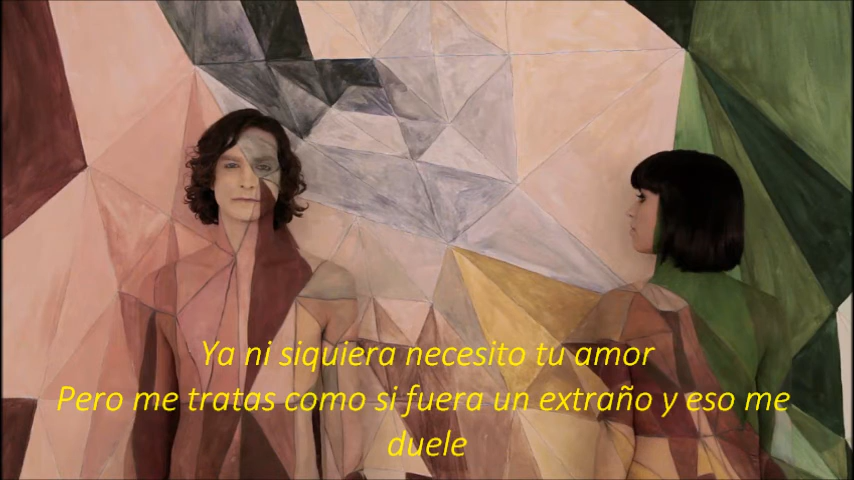 Ya ni siquiera necesito tu amor
Pero me tratas como si fuera un extraño y eso me
duele